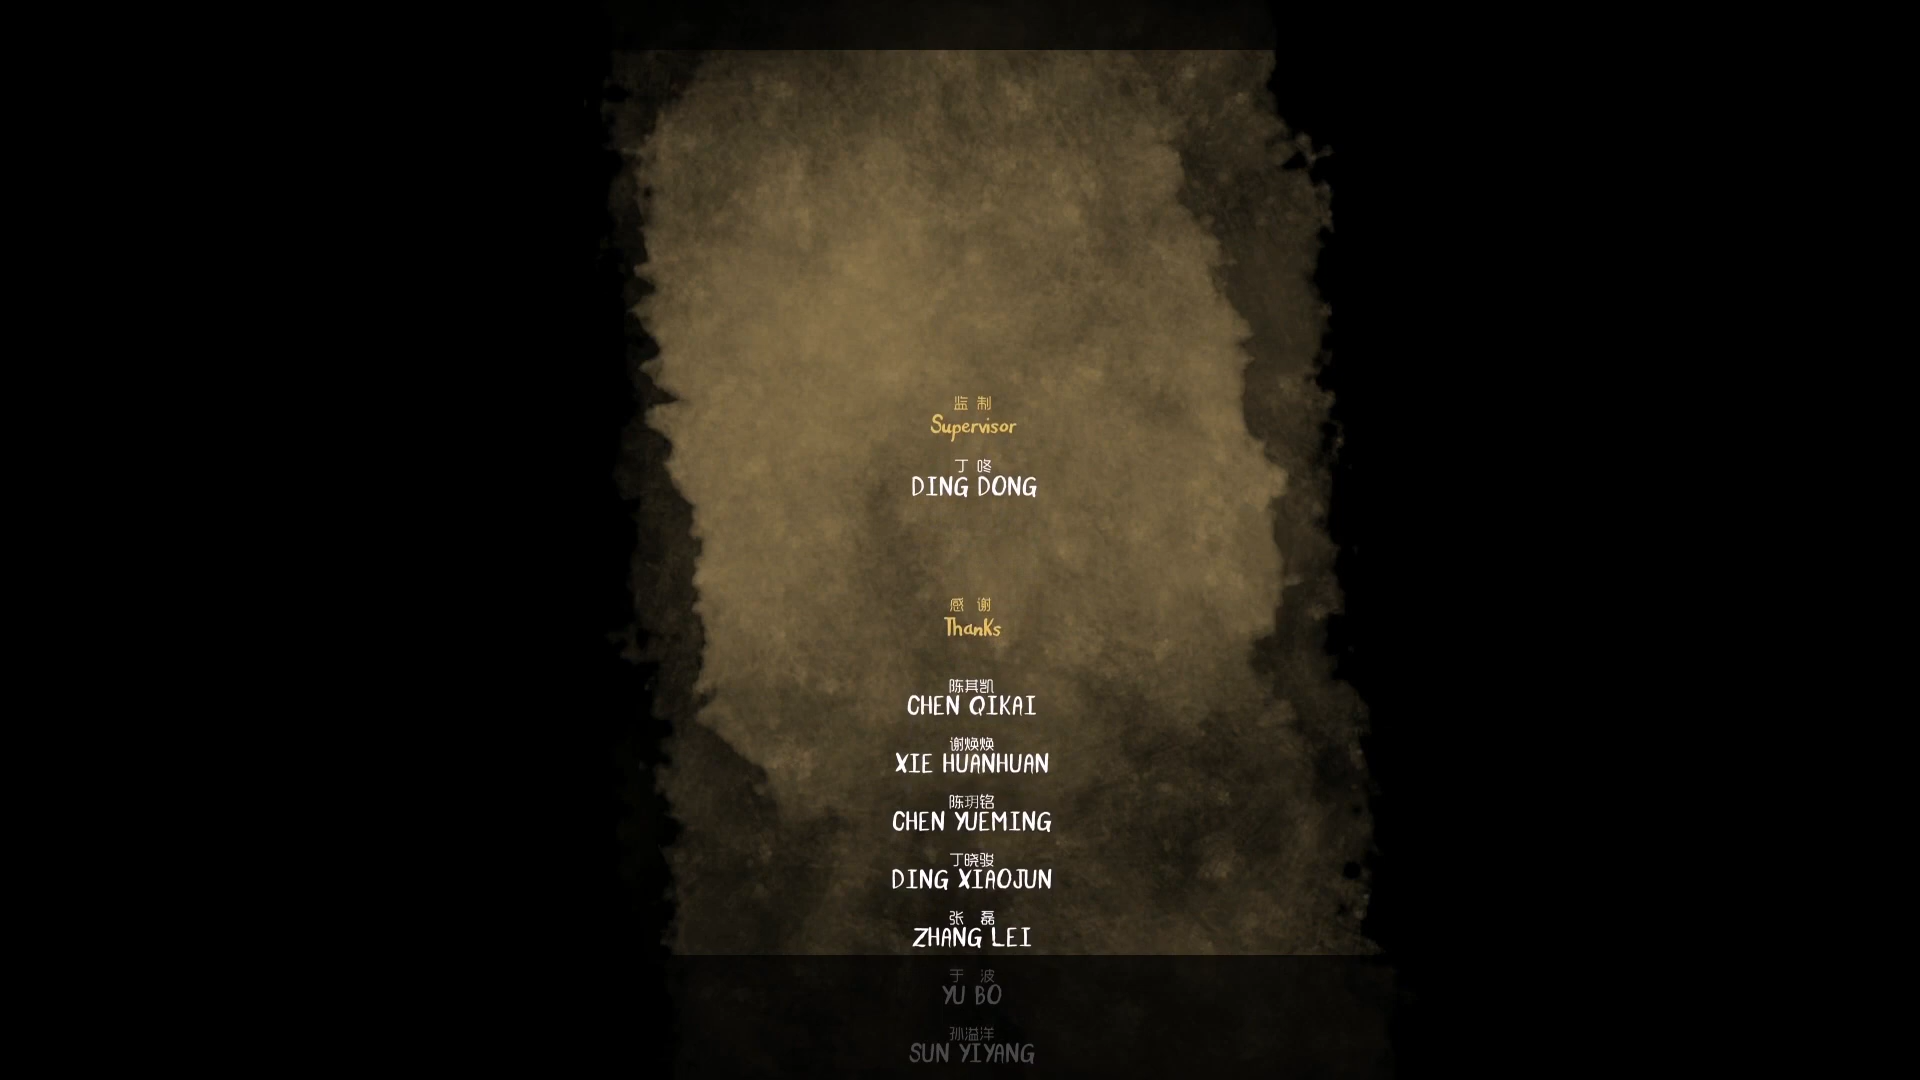 监 制
Supervisor
丁 咚
DING DONG
感 谢
Thanks
陈其凯
CHEN QIKAI
谢焕焕
XIE HUANHUAN
陈玥铭
CHEN YUEMING
丁晓骏
DING XIAOJUN
张 磊
ZHANG LEI
于 波
YU BO
孙溢洋
SUN YIYANG